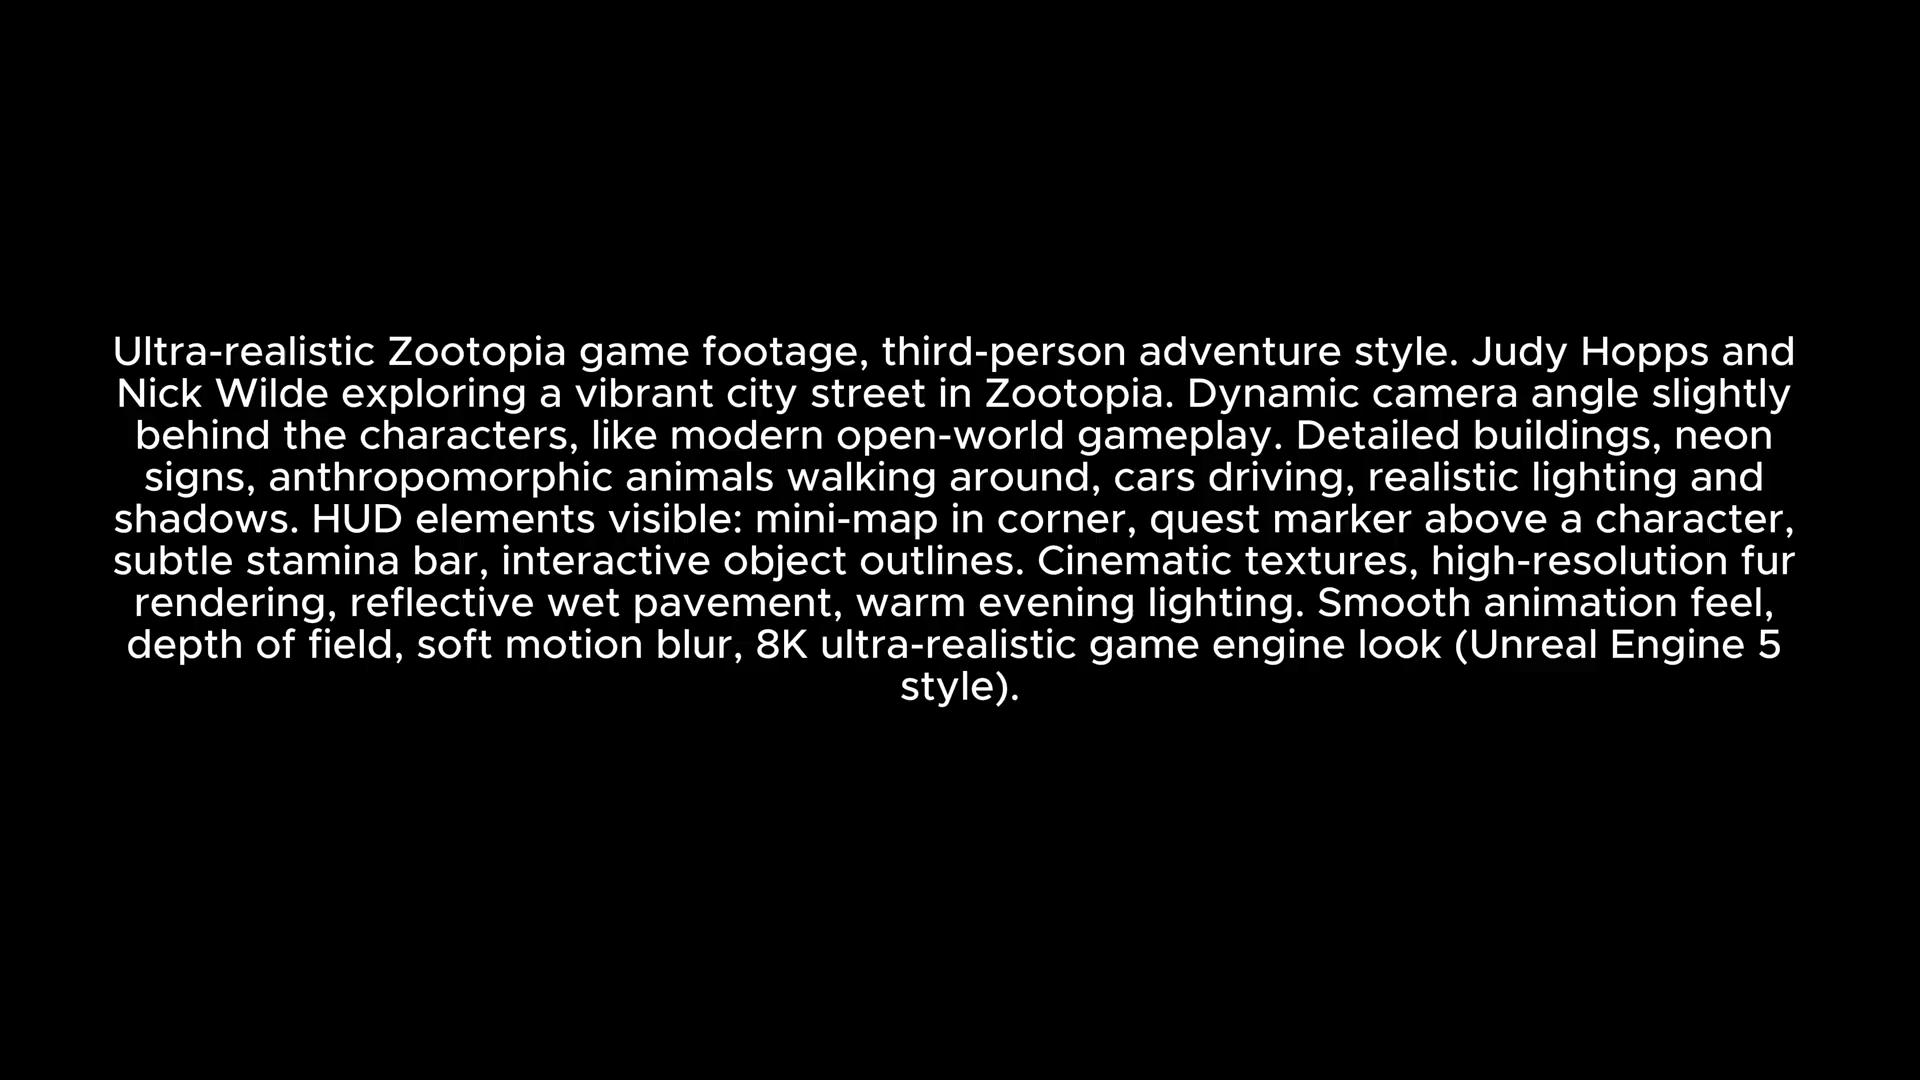 Ultra-realistic Zootopia game footage, third-person adventure style. Judy Hopps and
Nick Wilde exploring a vibrant city street in Zootopia. Dynamic camera angle slightly
behind the characters, like modern open-world gameplay. Detailed buildings, neon
signs, anthropomorphic animals walking around, cars driving, realistic lighting and
shadows. HUD elements visible: mini-map in corner, quest marker above a character,
subtle stamina bar, interactive object outlines. Cinematic textures, high-resolution fur
rendering, reflective wet pavement, warm evening lighting. Smooth animation feel,
depth of field, soft motion blur, 8K ultra-realistic game engine look (Unreal Engine 5
style).